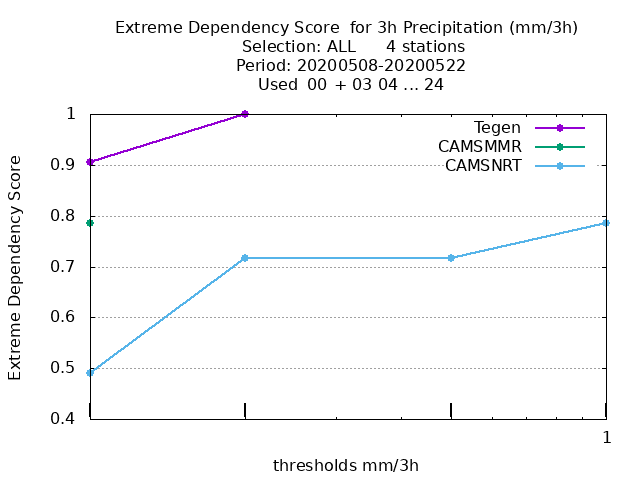 Extreme Dependency Score  for 3h Precipitation (mm/3h)
Selection: ALL      4 stations
Period: 20200508-20200522
Used  00  + 03 04 ... 24
Tegen
CAMSMMR
CAMSNRT
Extreme Dependency Score
1
0.9
0.8
0.7
0.6
0.5
0.4
1
thresholds mm/3h